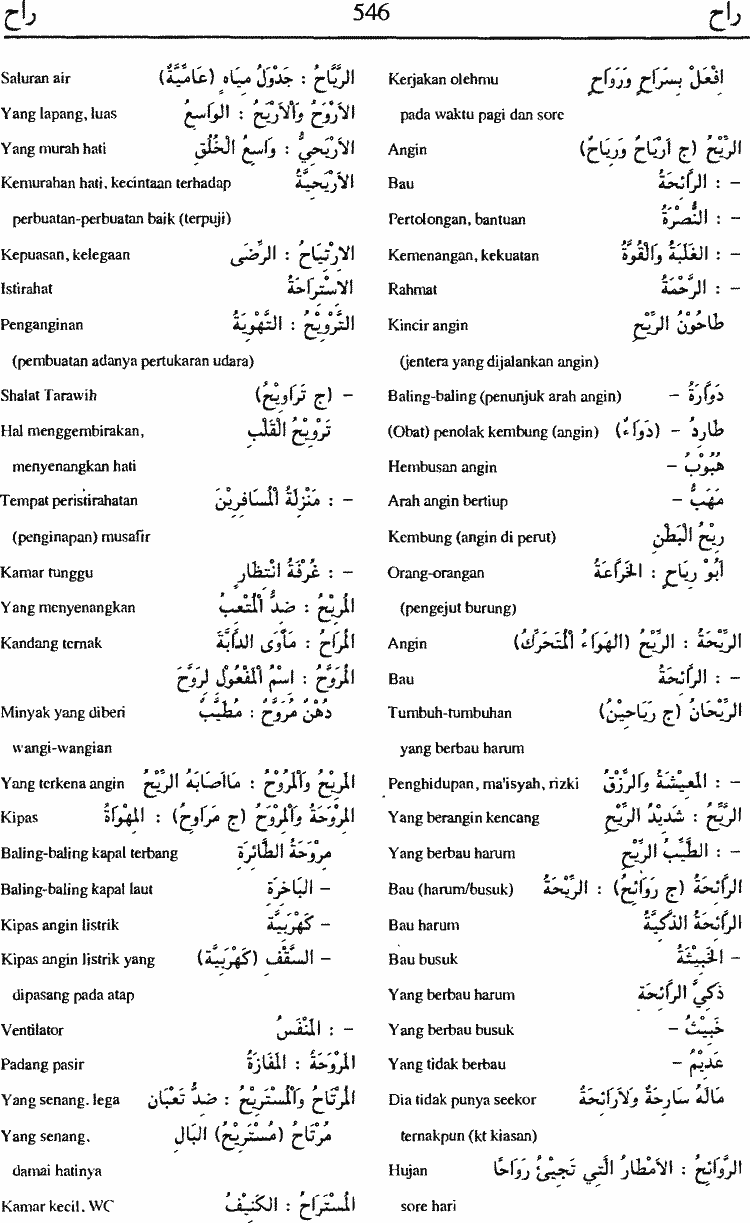 راح 546 راح
Kerjakan olehmu افْعَلْ بِسَرَاحٍ وَرَوَاحٍ
pada waktu pagi dan sore
Angin الرِّيْحُ (ج أَرْيَاحٌ وَرِيَاحٌ)
Bau - : الرَّائِحَةُ
Pertolongan, bantuan - : النُّصْرَةُ
Kemenangan, kekuatan - : الغَلَبَةُ وَالْقُوَّةُ
Rahmat - : الرَّحْمَةُ
Kincir angin طَاحُوْنُ الرِّيْحِ
(jentera yang dijalankan angin)
Baling-baling (penunjuk arah angin) دَوَّارَةُ -
(Obat) penolak kembung (angin) طَارِدُ - (دَوَاءٌ)
Hembusan angin هُبُوْبُ -
Arah angin bertiup مَهَبُّ -
Kembung (angin di perut) رِيْحُ الْبَطْنِ
Orang-orangan أَبُوْ رِيَاحٍ : الخَرَّاعَةُ
(pengejut burung)
Angin الرِّيْحَةُ : الرِّيْحُ (الهَوَاءُ الْمُتَحَرِّكُ)
Bau - : الرَّائِحَةُ
Tumbuh-tumbuhan الرَّيْحَانُ (ج رَيَاحِيْنُ)
yang berbau harum
Penghidupan, ma'isyah, rizki - : المَعِيْشَةُ وَالرِّزْقُ
Yang berangin kencang الرَّيِّحُ : شَدِيْدُ الرِّيْحِ
Yang berbau harum - : الطَّيِّبُ الرِّيْحِ
Bau (harum/busuk) الرَّائِحَةُ (ج رَوَائِحُ) : الرِّيْحَةُ
Bau harum الرَّائِحَةُ الذَّكِيَّةُ
Bau busuk - الخَبِيْثَةُ
Yang berbau harum ذَكِيُّ الرَّائِحَةِ
Yang berbau busuk خَبِيْثُ -
Yang tidak berbau عَدِيْمُ -
Dia tidak punya seekor مَالَهُ سَارِحَةٌ وَلاَرَائِحَةٌ
ternakpun (kt kiasan)
Hujan الرَّوَائِحُ : الأَمْطَارُ الَّتِي تَجِيْئُ رَوَاحًا
sore hari
Saluran air الرِّيَّاحُ : جَدْوَلُ مِيَاهٍ (عَامِّيَّةٌ)
Yang lapang, luas الأَرْوَحُ وَالأَرْيَحُ : الوَاسِعُ
Yang murah hati الأَرْيَحِيُّ : وَاسِعُ الْخُلُقِ
Kemurahan hati, kecintaan terhadap الأَرْيَحِيَّةُ
perbuatan-perbuatan baik (terpuji)
Kepuasan, kelegaan الارْتِيَاحُ : الرِّضَى
Istirahat الاسْتِرَاحَةُ
Penganginan التَّرْوِيْحُ : التَّهْوِيَةُ
(pembuatan adanya pertukaran udara)
Shalat Tarawih - (ج تَرَاوِيْحُ)
Hal menggembirakan, تَرْوِيْحُ الْقَلْبِ
menyenangkan hati
Tempat peristirahatan - : مَنْزِلَةُ الْمُسَافِرِيْنَ
(penginapan) musafir
Kamar tunggu - : غُرْفَةُ انْتِظَارٍ
Yang menyenangkan المُرِيْحُ : ضِدُّ الْمُتْعِبِ
Kandang ternak المُرَاحُ : مَأْوَى الدَّابَّةِ
المُرَوَّحُ : اسْمُ الْمَفْعُوْلِ لِرَوَّحَ
Minyak yang diberi دُهْنٌ مُرَوَّحٌ : مُطَيَّبٌ
wangi-wangian
Yang terkena angin المَرِيْحُ وَالْمَرُوْحُ : مَاأَصَابَهُ الرِّيْحُ
Kipas المِرْوَحَةُ وَالْمِرْوَحُ (ج مَرَاوِحُ) : المِهْوَاةُ
Baling-baling kapal terbang مِرْوَحَةُ الطَّائِرَةِ
Baling-baling kapal laut - البَاخِرَةِ
Kipas angin listrik - كَهْرَبِيَّة
Kipas angin listrik yang - السَّقْفِ (كَهْرَبِيَّة)
dipasang pada atap
Ventilator - : المَنْفَسُ
Padang pasir المَرْوَحَةُ : المَفَازَةُ
Yang senang, lega المُرْتَاحُ وَالْمُسْتَرِيْحُ : ضِدُّ تَعْبَان
Yang senang, مُرْتَاحُ (مُسْتَرِيْحُ) البَالِ
damai hatinya
Kamar kecil, WC المُسْتَرَاحُ : الكَنِيْفُ